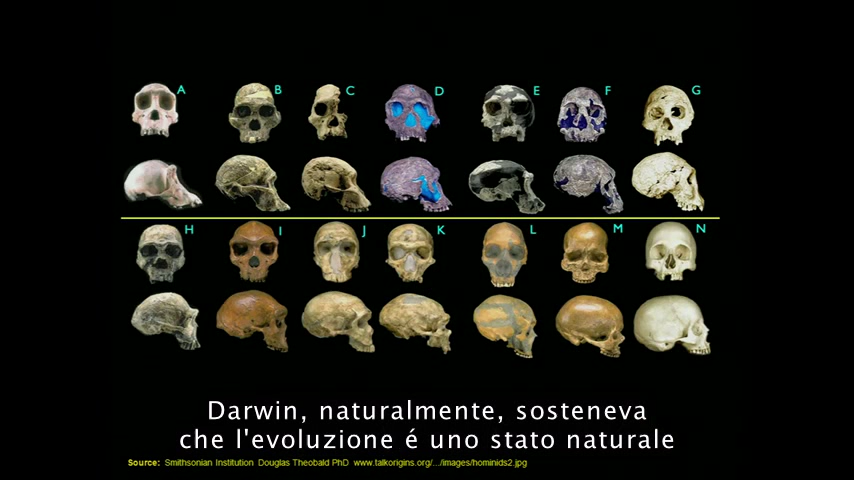 A B C D E F G
H I J K L M N
Darwin, naturalmente, sosteneva
che l'evoluzione é uno stato naturale
Source: Smithsonian Institution Douglas Theobald PhD www.talkorigins.org/.../images/hominids2.jpg